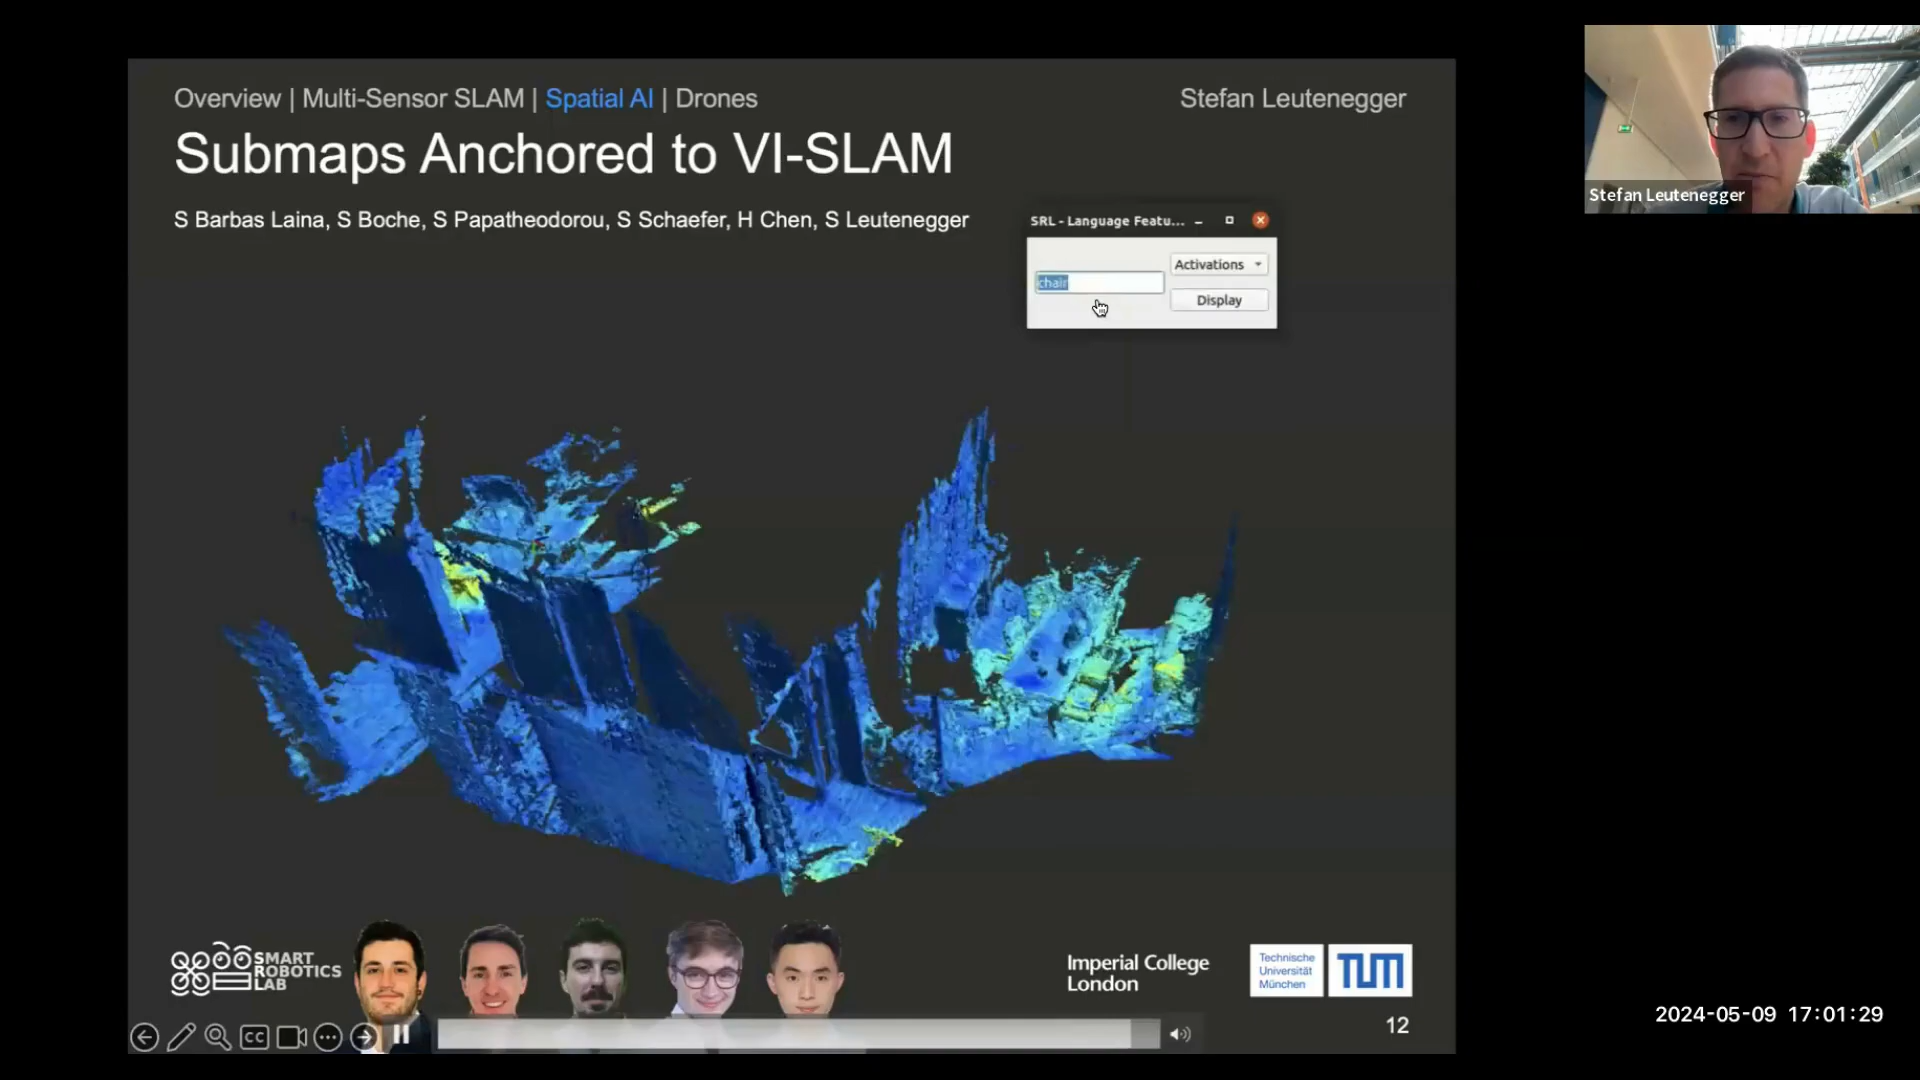 Overview | Multi-Sensor SLAM | Spatial AI | Drones
Stefan Leutenegger
Submaps Anchored to VI-SLAM
S Barbas Laina, S Boche, S Papatheodorou, S Schaefer, H Chen, S Leutenegger
SRL - Language Featu...
chair
Activations
Display
Stefan Leutenegger
SMART
ROBOTICS
LAB
Imperial College
London
Technische
Universität
München
TUM
CC
12
2024-05-09 17:01:29